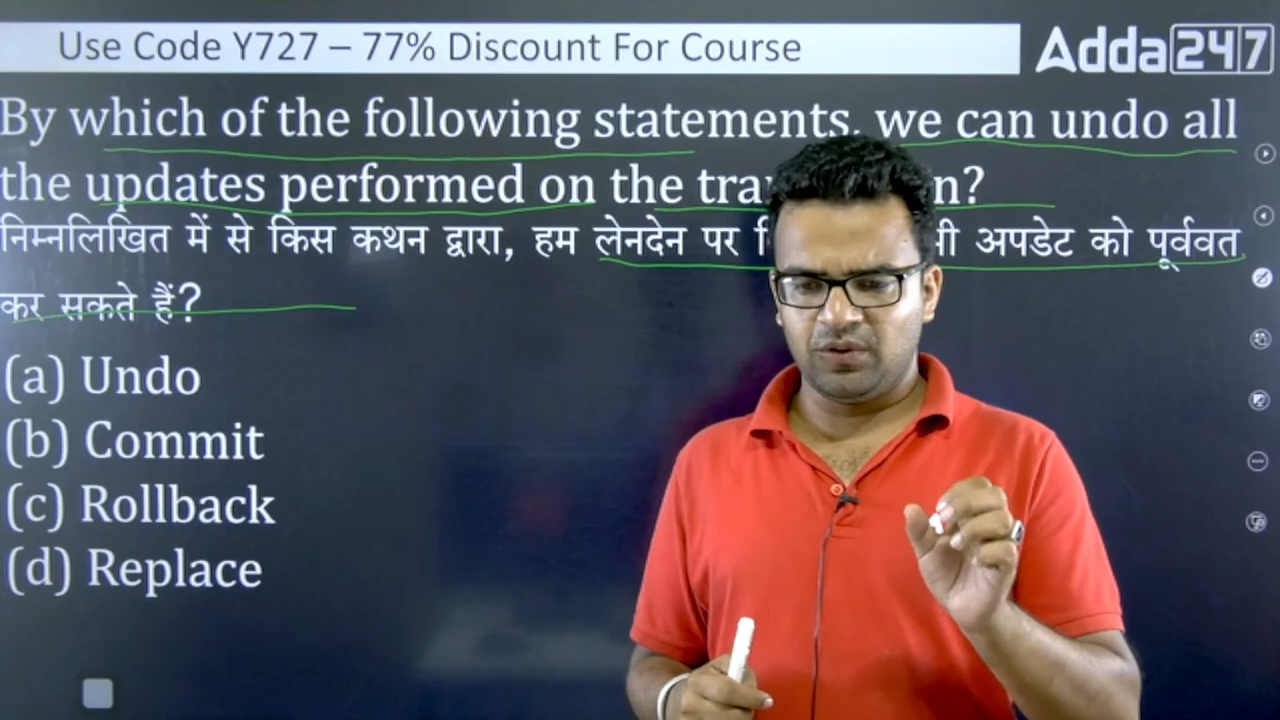 Use Code Y727 – 77% Discount For Course
Adda247
By which of the following statements, we can undo all
the updates performed on the n?
निम्नलिखित में से किस कथन द्वारा, हम लेनदेन पर अपडेट को पूर्ववत
कर सकते हैं?
(a) Undo
(b) Commit
(c) Rollback
(d) Replace